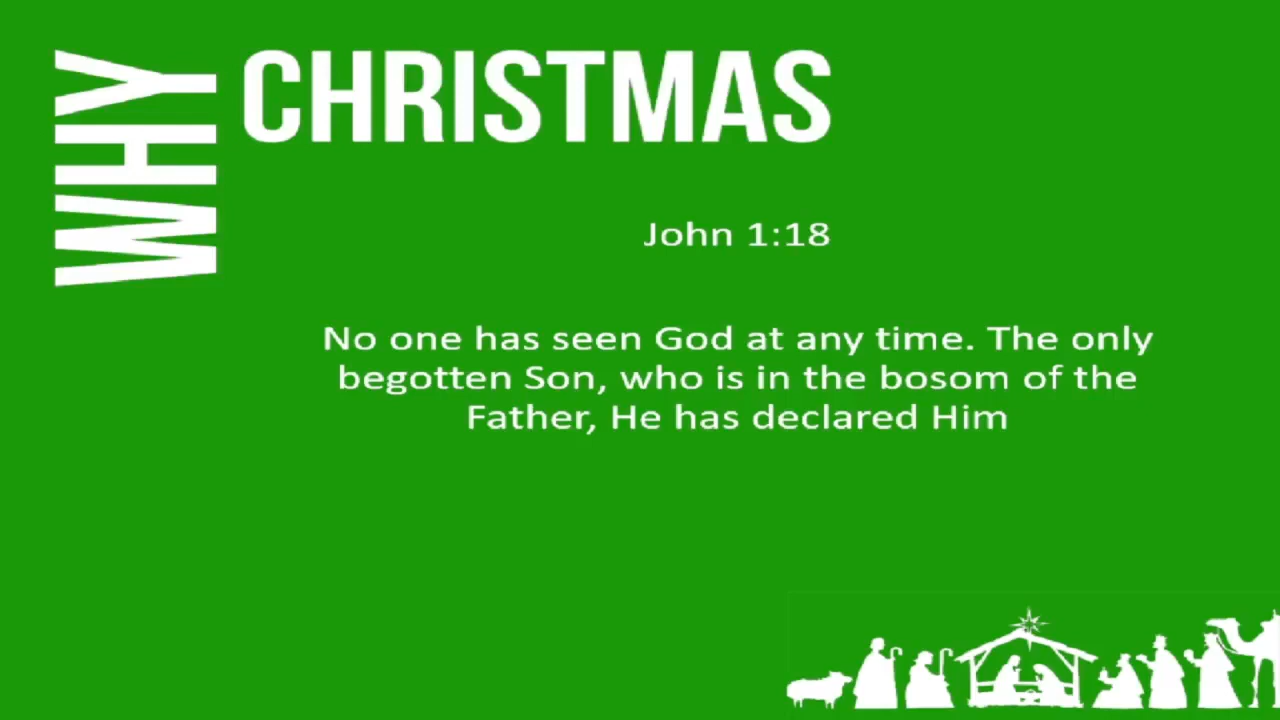 WHY
CHRISTMAS
John 1:18
No one has seen God at any time. The only
begotten Son, who is in the bosom of the
Father, He has declared Him